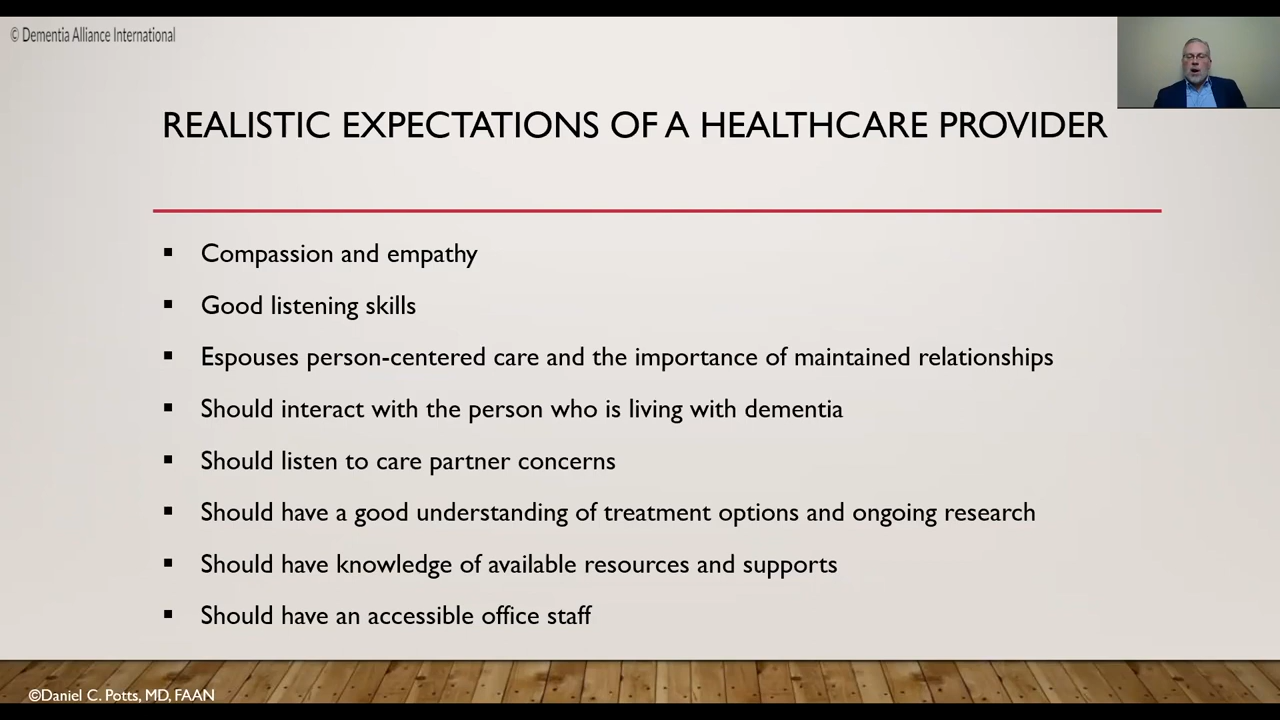 © Dementia Alliance International
REALISTIC EXPECTATIONS OF A HEALTHCARE PROVIDER
▪ Compassion and empathy
▪ Good listening skills
▪ Espouses person-centered care and the importance of maintained relationships
▪ Should interact with the person who is living with dementia
▪ Should listen to care partner concerns
▪ Should have a good understanding of treatment options and ongoing research
▪ Should have knowledge of available resources and supports
▪ Should have an accessible office staff
©Daniel C. Potts, MD, FAAN